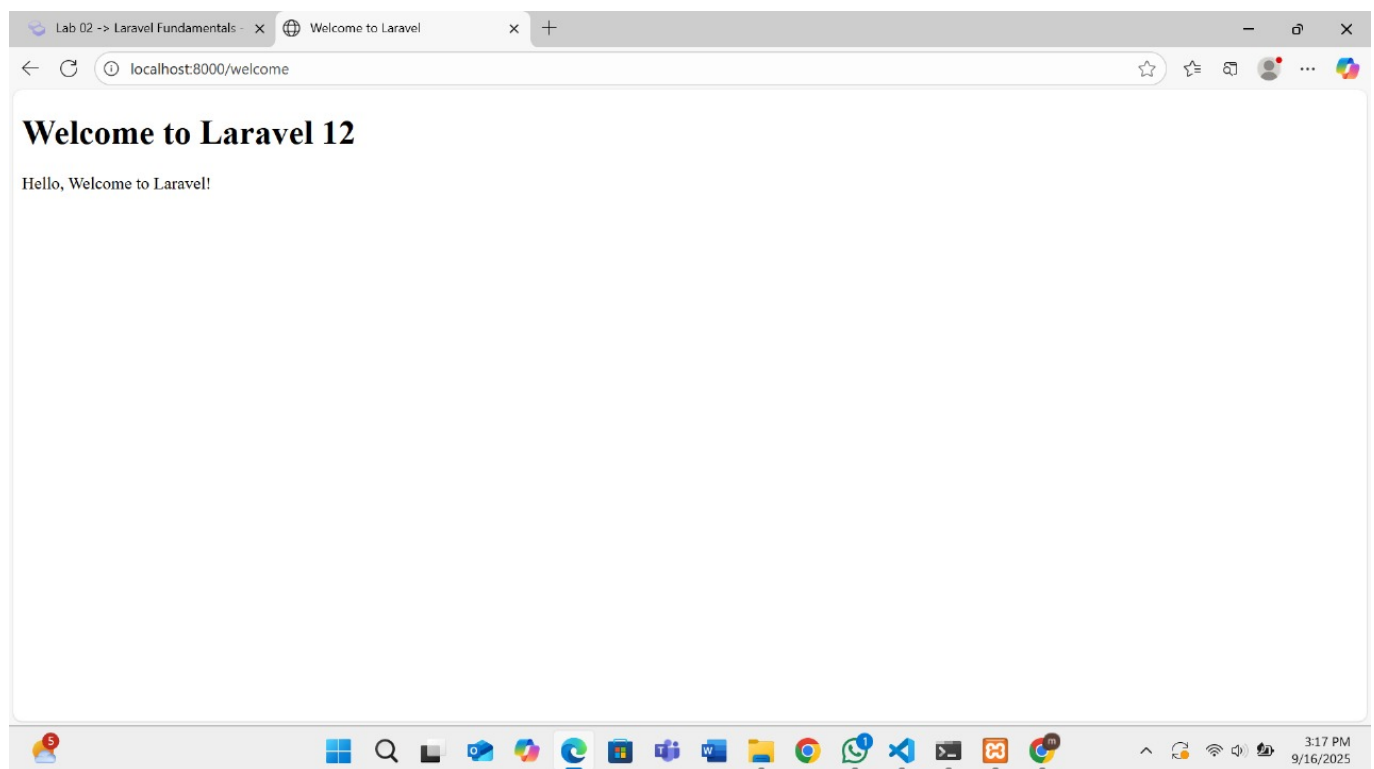 Lab 02 -> Laravel Fundamentals -
Welcome to Laravel
localhost:8000/welcome
Welcome to Laravel 12
Hello, Welcome to Laravel!
5
1
m
3:17 PM
9/16/2025